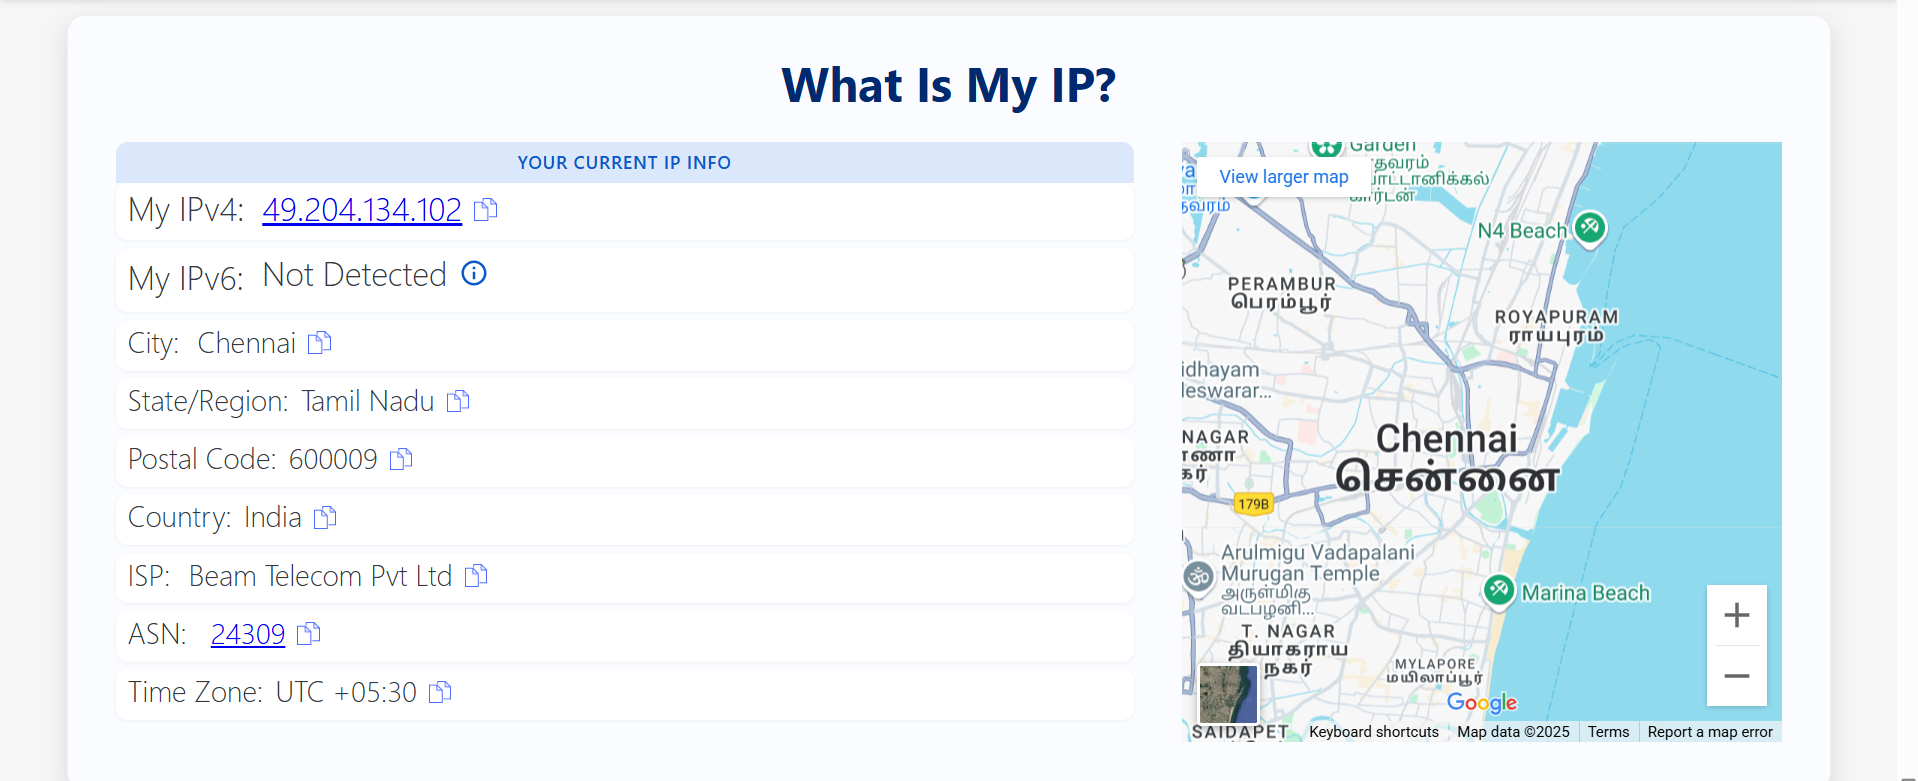 What Is My IP?
YOUR CURRENT IP INFO
My IPv4: 49.204.134.102
My IPv6: Not Detected
City: Chennai
State/Region: Tamil Nadu
Postal Code: 600009
Country: India
ISP: Beam Telecom Pvt Ltd
ASN: 24309
Time Zone: UTC +05:30
Garden
View larger map
N4 Beach
PERAMBUR
பெரம்பூர்
ROYAPURAM
ராயபுரம்
idhayam
leswarar...
NAGAR
Chennai
சென்னை
179B
Arulmigu Vadapalani
Murugan Temple
அருள்மிகு
வடபழனி...
Marina Beach
T. NAGAR
தியாகராய
நகர்
MYLAPORE
மயிலாப்பூர்
Google
SAIDAPET
Keyboard shortcuts
Map data ©2025
Terms
Report a map error